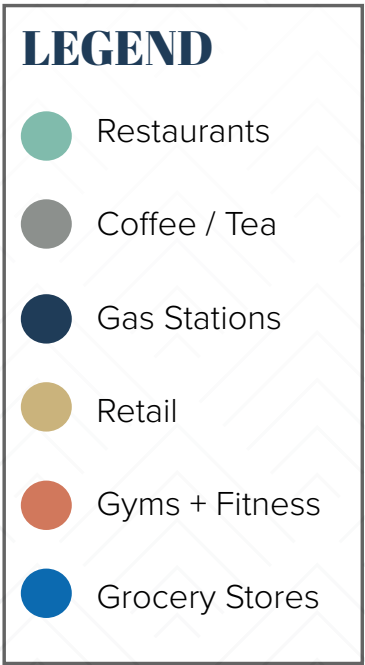 LEGEND
Restaurants
Coffee / Tea
Gas Stations
Retail
Gyms + Fitness
Grocery Stores